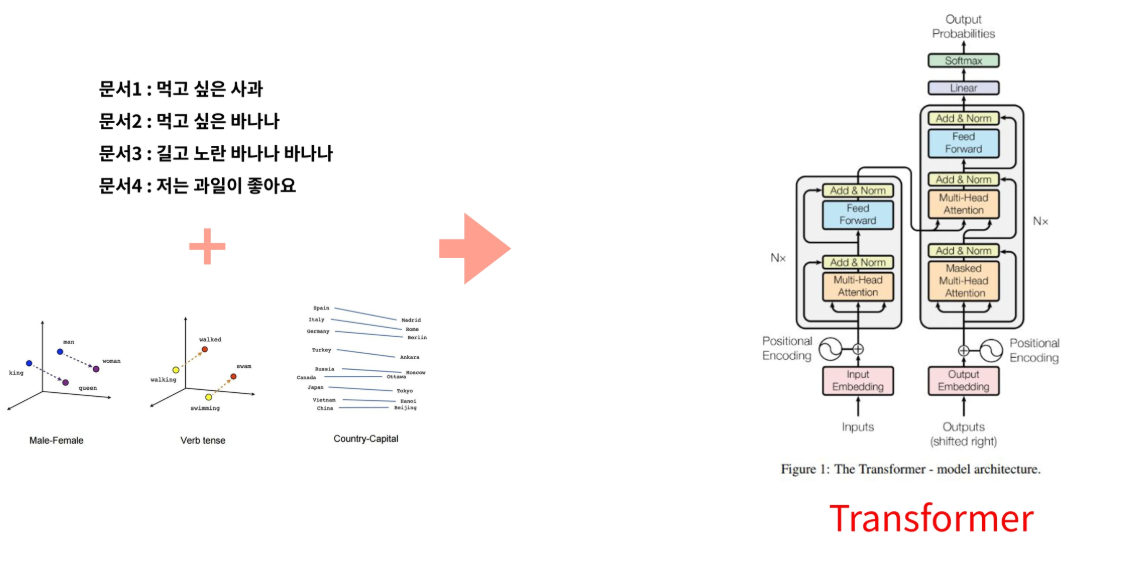 문서1 : 먹고 싶은 사과
문서2 : 먹고 싶은 바나나
문서3 : 길고 노란 바나나 바나나
문서4 : 저는 과일이 좋아요
man
woman
king
queen
Male-Female
walked
swam
walking
swimming
Verb tense
Spain
Madrid
Italy
Rome
Germany
Berlin
Turkey
Ankara
Russia
Moscow
Canada
Ottawa
Japan
Tokyo
Vietnam
Hanoi
China
Beijing
Country-Capital
Output
Probabilities
Softmax
Linear
Add & Norm
Feed
Forward
Add & Norm
Multi-Head
Attention
Add & Norm
Masked
Multi-Head
Attention
Nx
Add & Norm
Feed
Forward
Add & Norm
Multi-Head
Attention
Nx
Positional
Encoding
Positional
Encoding
Input
Embedding
Output
Embedding
Inputs
Outputs
(shifted right)
Figure 1: The Transformer - model architecture.
Transformer